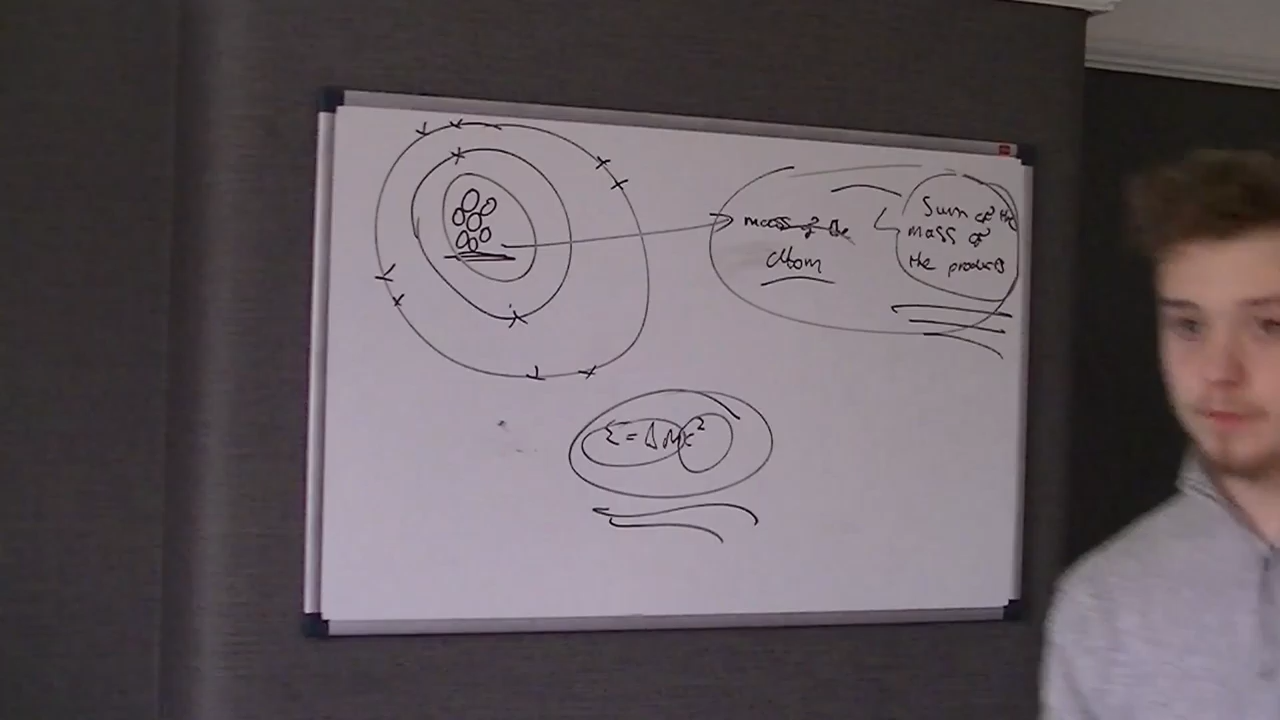 mass of the
Atom
<
Sum of the
mass of
the products
E = Δmc²